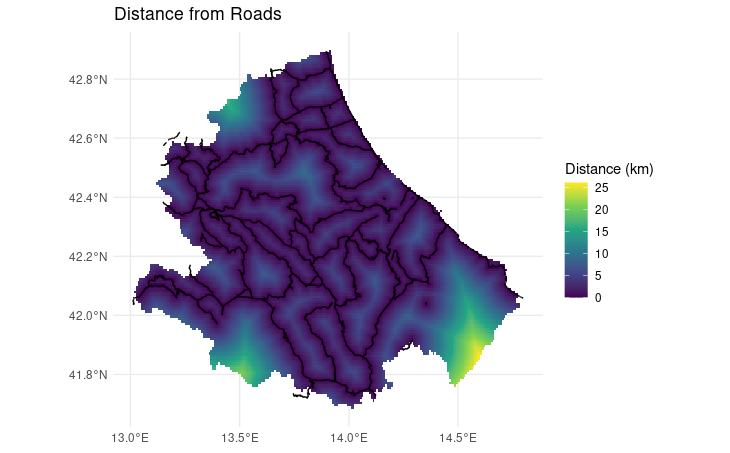 Distance from Roads
42.8°N
42.6°N
42.4°N
42.2°N
42.0°N
41.8°N
13.0°E
13.5°E
14.0°E
14.5°E
Distance (km)
25
20
15
10
5
0